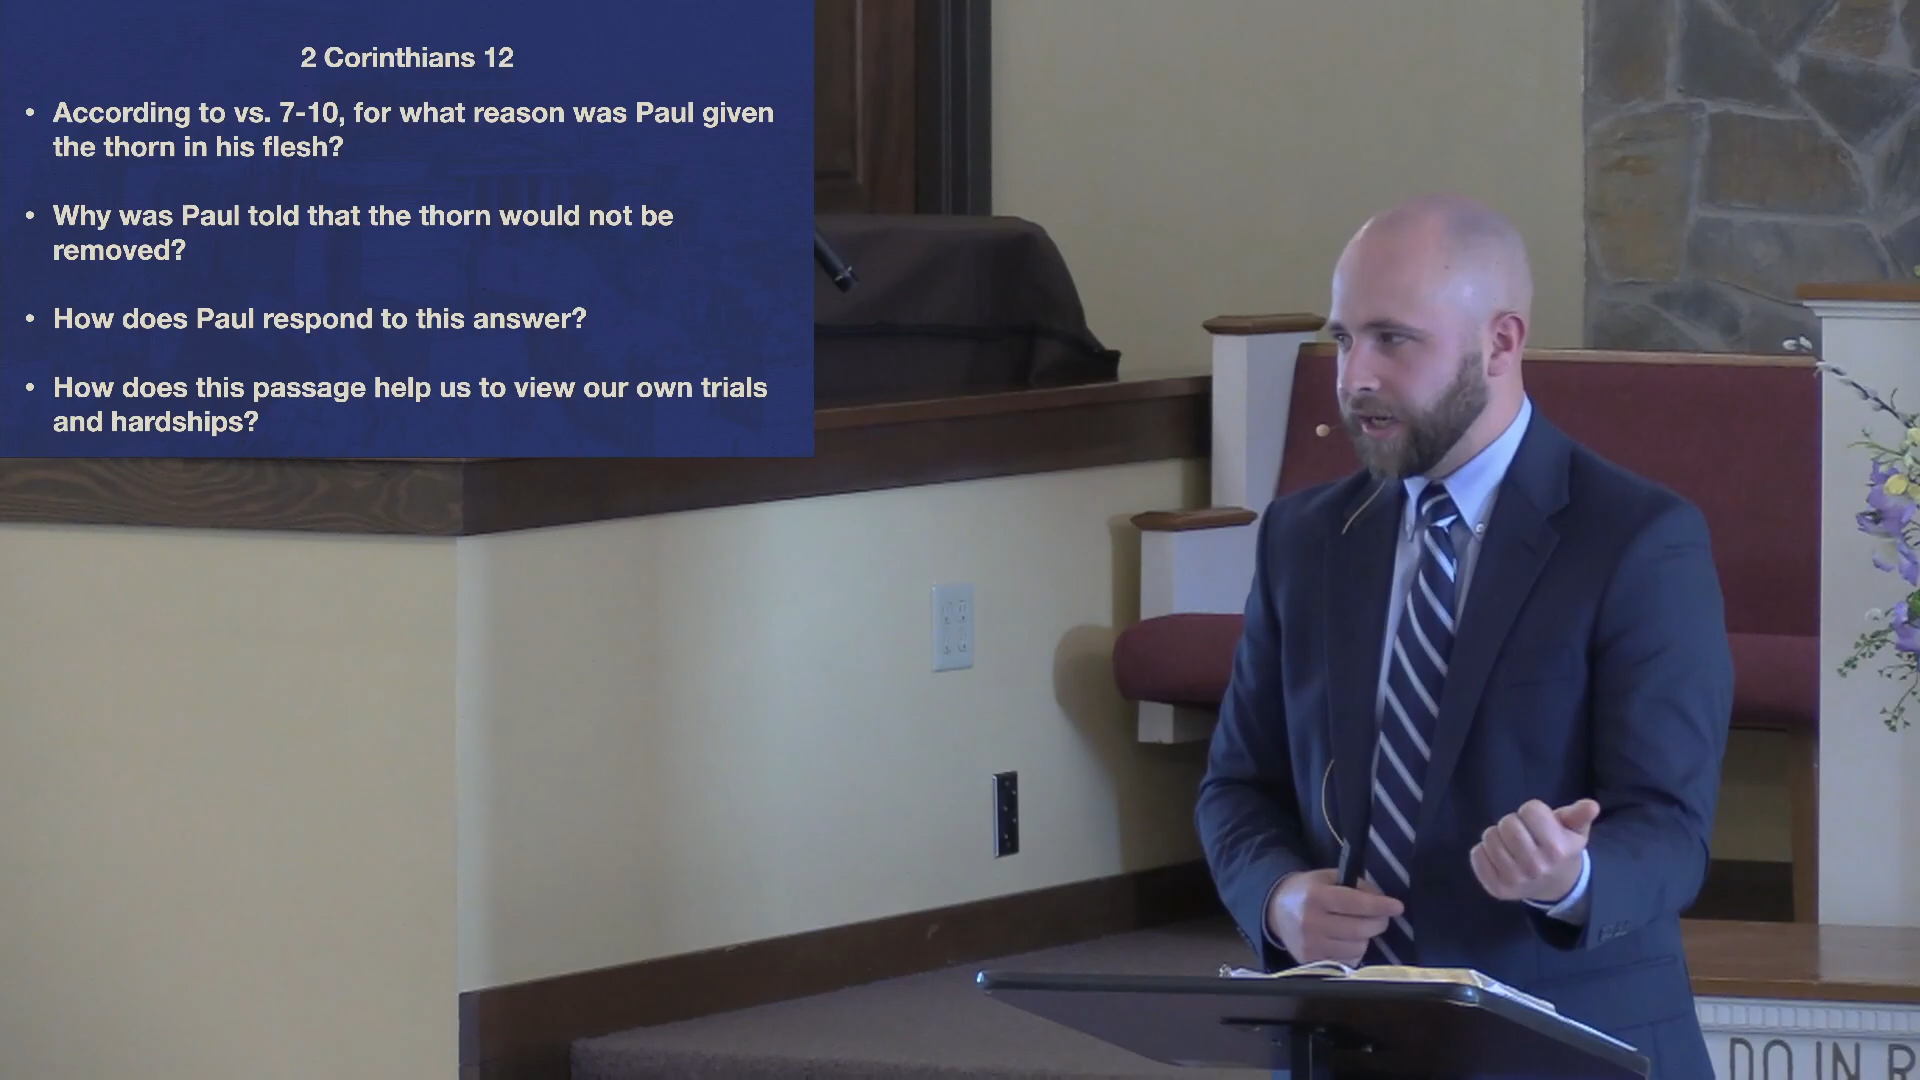 2 Corinthians 12
• According to vs. 7-10, for what reason was Paul given
the thorn in his flesh?
• Why was Paul told that the thorn would not be
removed?
• How does Paul respond to this answer?
• How does this passage help us to view our own trials
and hardships?
DO IN R